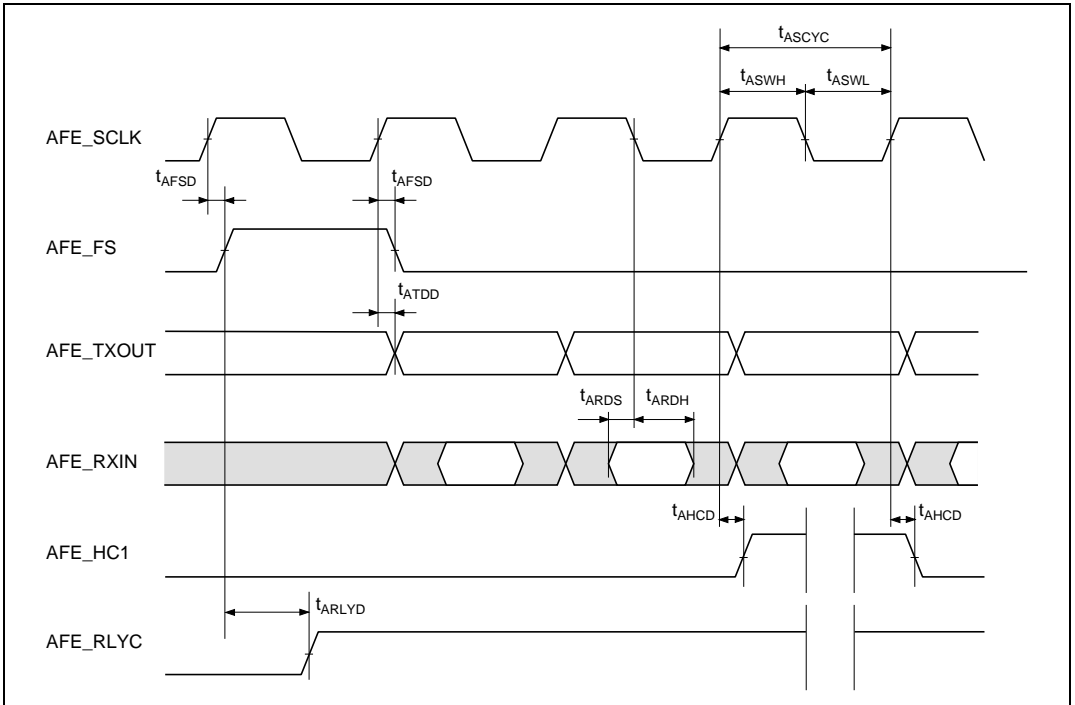 tASCYC
tASWH tASWL
AFE_SCLK
tAFSD tAFSD
AFE_FS
tATDD
AFE_TXOUT
tARDS tARDH
AFE_RXIN
tAHCD tAHCD
AFE_HC1
tARLYD
AFE_RLYC